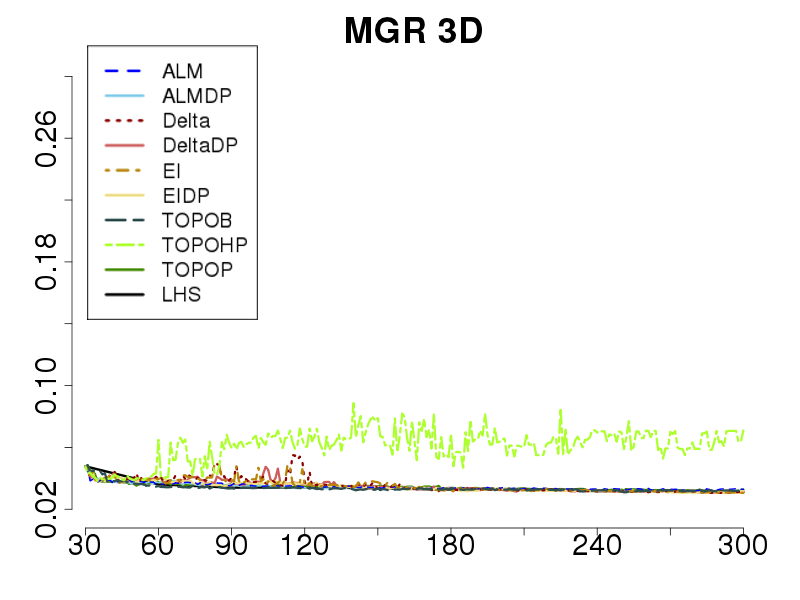 MGR 3D
ALM
ALMDP
Delta
DeltaDP
EI
EIDP
TOPOB
TOPOHP
TOPOP
LHS
0.26
0.18
0.10
0.02
30 60 90 120 180 240 300